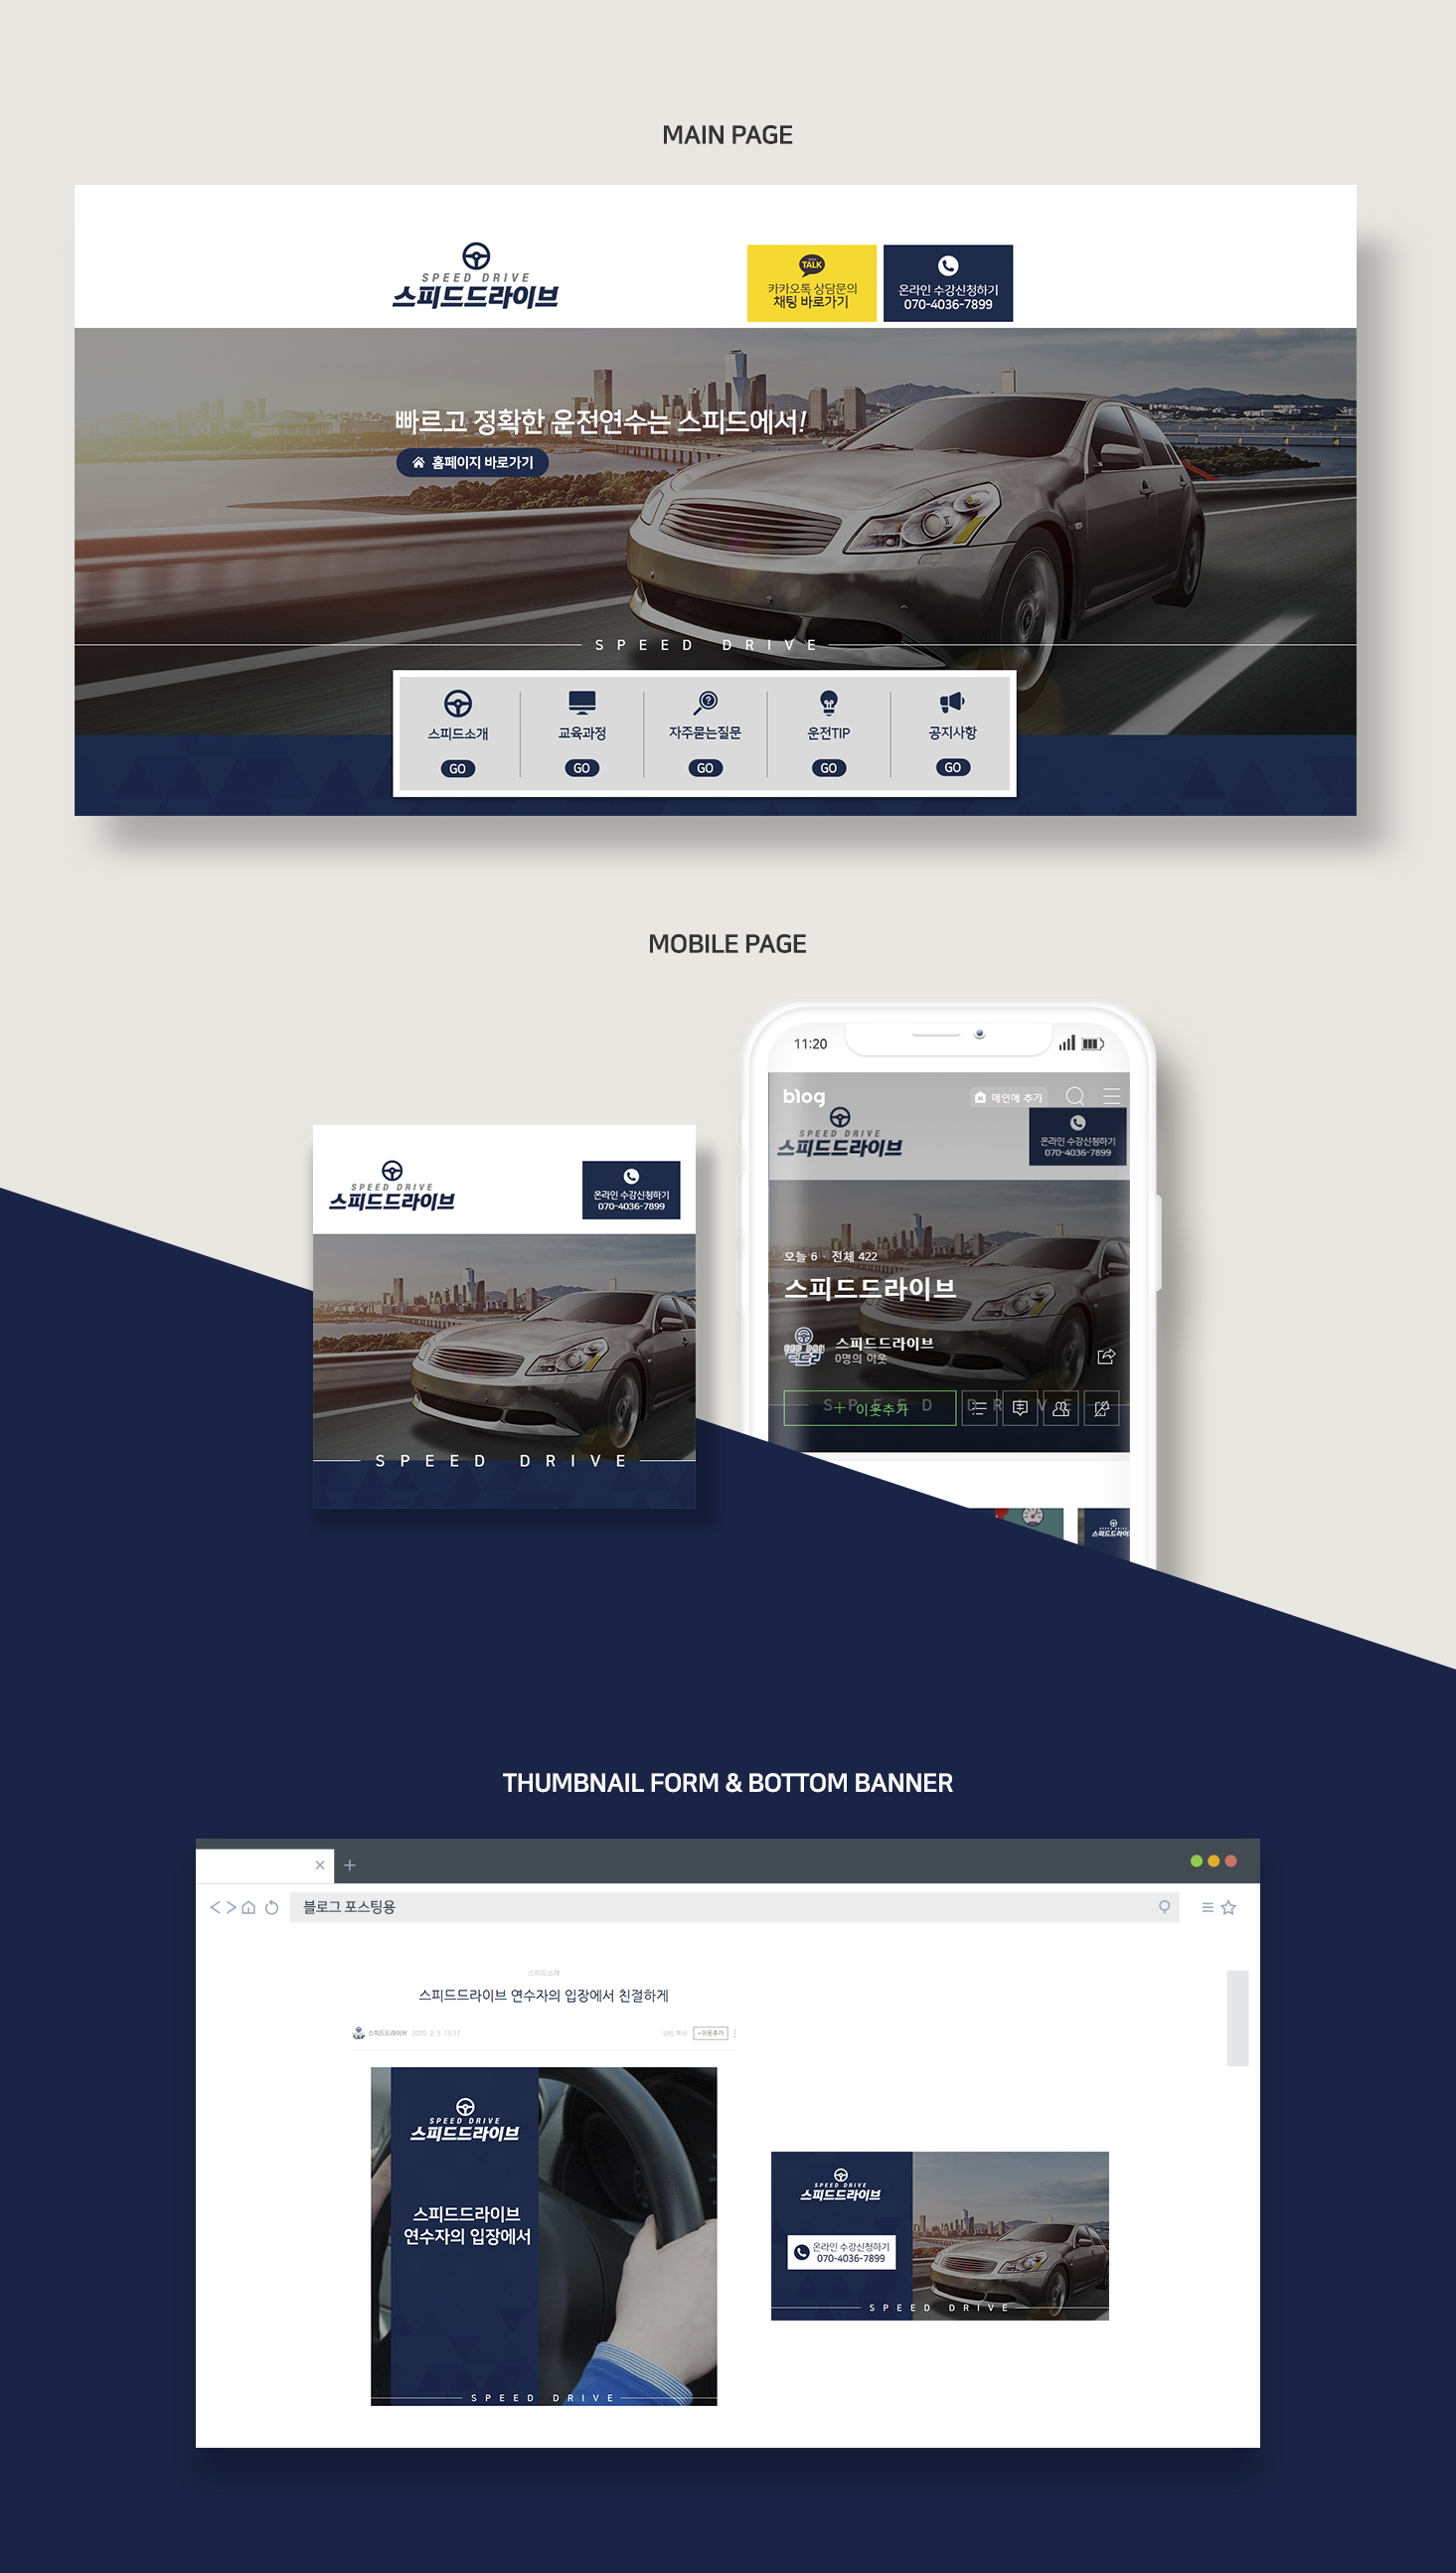 MAIN PAGE
SPEED DRIVE
스피드드라이브
TALK
카카오톡 상담문의
채팅 바로가기
온라인 수강신청하기
070-4036-7899
빠르고 정확한 운전연수는 스피드에서!
홈페이지 바로가기
SPEED DRIVE
스피드소개
교육과정
자주묻는질문
운전TIP
공지사항
GO
GO
GO
GO
GO
MOBILE PAGE
SPEED DRIVE
스피드드라이브
온라인 수강신청하기
070-4036-7899
SPEED DRIVE
11:20
blog
메인에 추가
SPEED DRIVE
스피드드라이브
온라인 수강신청하기
070-4036-7899
오늘 6 · 전체 422
스피드드라이브
스피드드라이브
0명의 이웃
SPEED DRIVE
+ 이웃추가
스피드드라이브
THUMBNAIL FORM & BOTTOM BANNER
블로그 포스팅용
스피드소개
스피드드라이브 연수자의 입장에서 친절하게
스피드드라이브 2020. 2. 5. 15:17
URL 복사 +이웃추가
SPEED DRIVE
스피드드라이브
스피드드라이브
연수자의 입장에서
SPEED DRIVE
SPEED DRIVE
스피드드라이브
온라인 수강신청하기
070-4036-7899
SPEED DRIVE